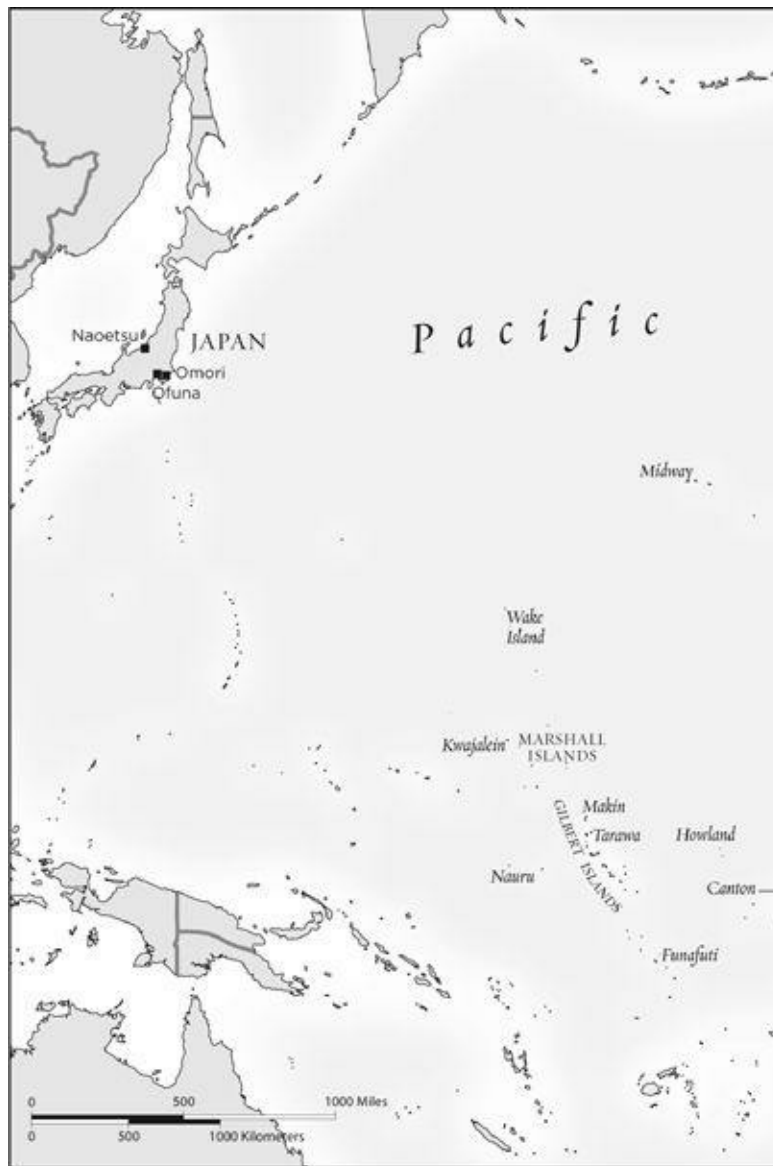 Naoetsu
JAPAN
Omori
Ofuna
Pacific
Midway
Wake
Island
Kwajalein
MARSHALL
ISLANDS
GILBERT ISLANDS
Makin
Tarawa
Howland
Nauru
Canton
Funafuti
0 500 1000 Miles
0 500 1000 Kilometers